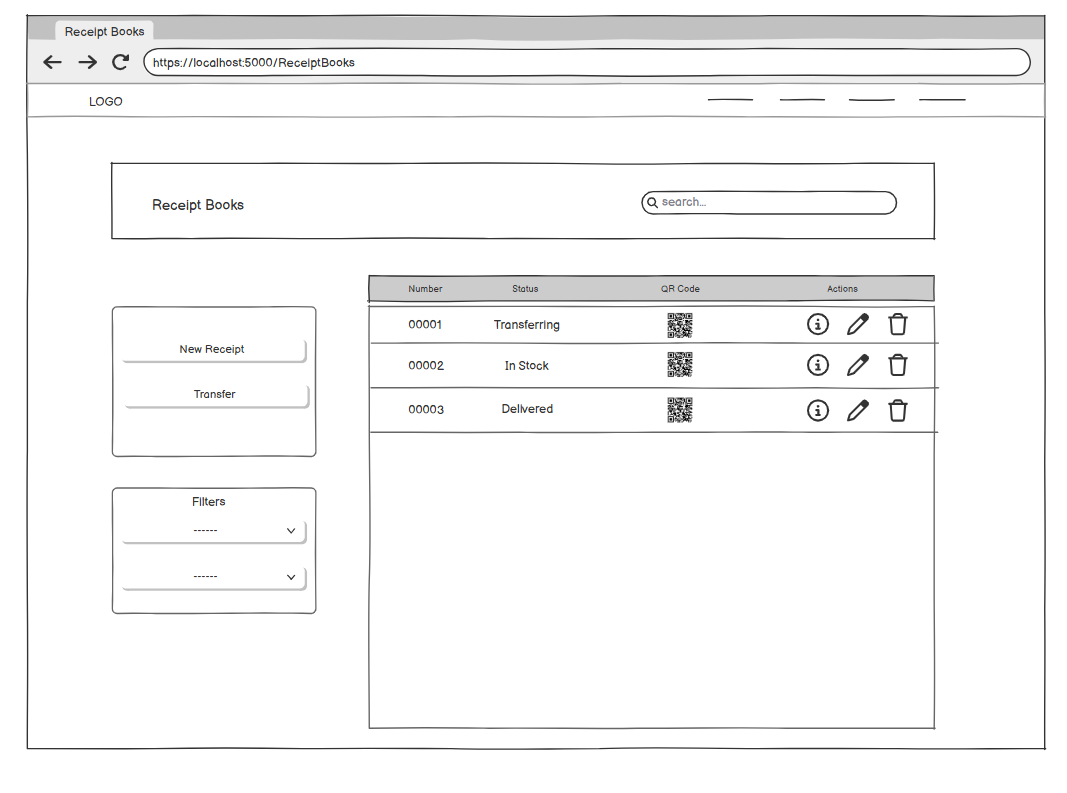 Receipt Books
https://localhost:5000/ReceiptBooks
LOGO
Receipt Books
search...
Number Status QR Code Actions
00001 Transferring
00002 In Stock
00003 Delivered
New Receipt
Transfer
Filters
------
------